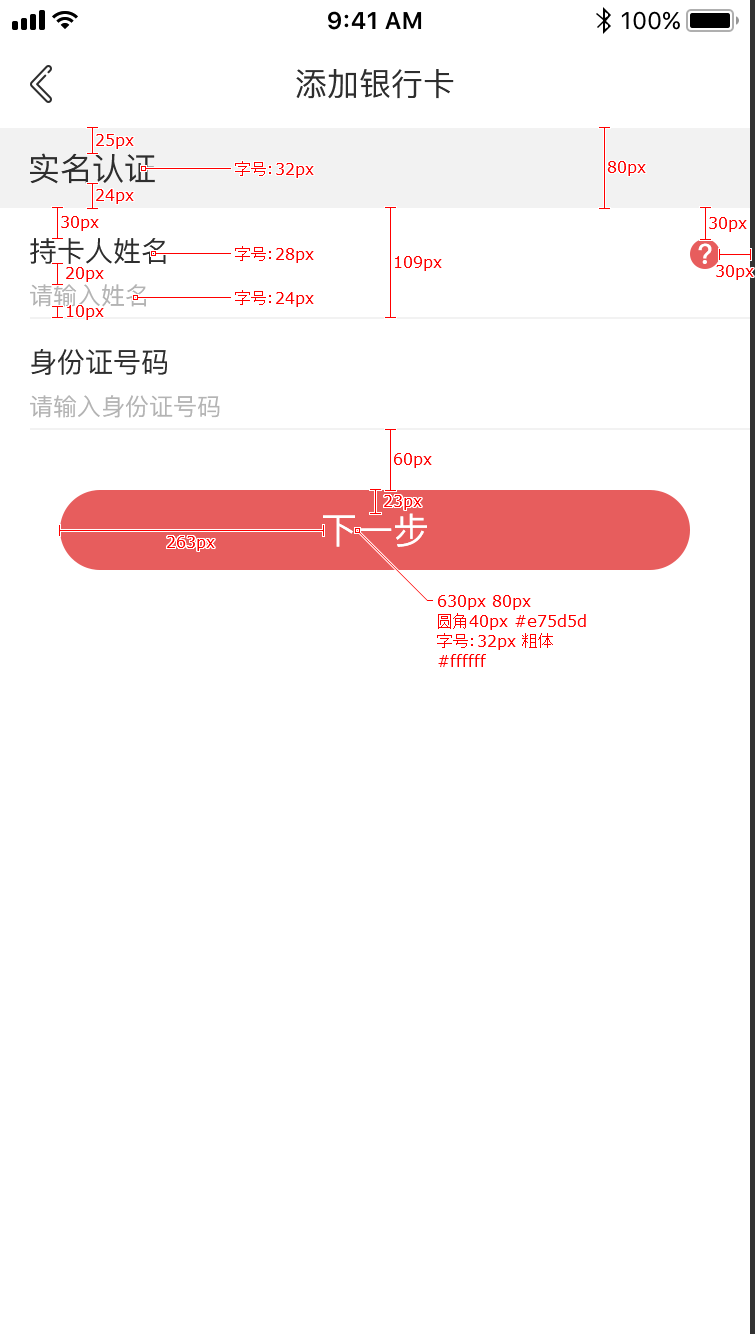 9:41 AM
100%
添加银行卡
25px
实名认证
字号:32px
80px
24px
30px
30px
持卡人姓名
字号:28px
?
109px
20px
30px
请输入姓名
字号:24px
10px
身份证号码
请输入身份证号码
60px
23px
下一步
263px
630px 80px
圆角40px #e75d5d
字号:32px 粗体
#ffffff